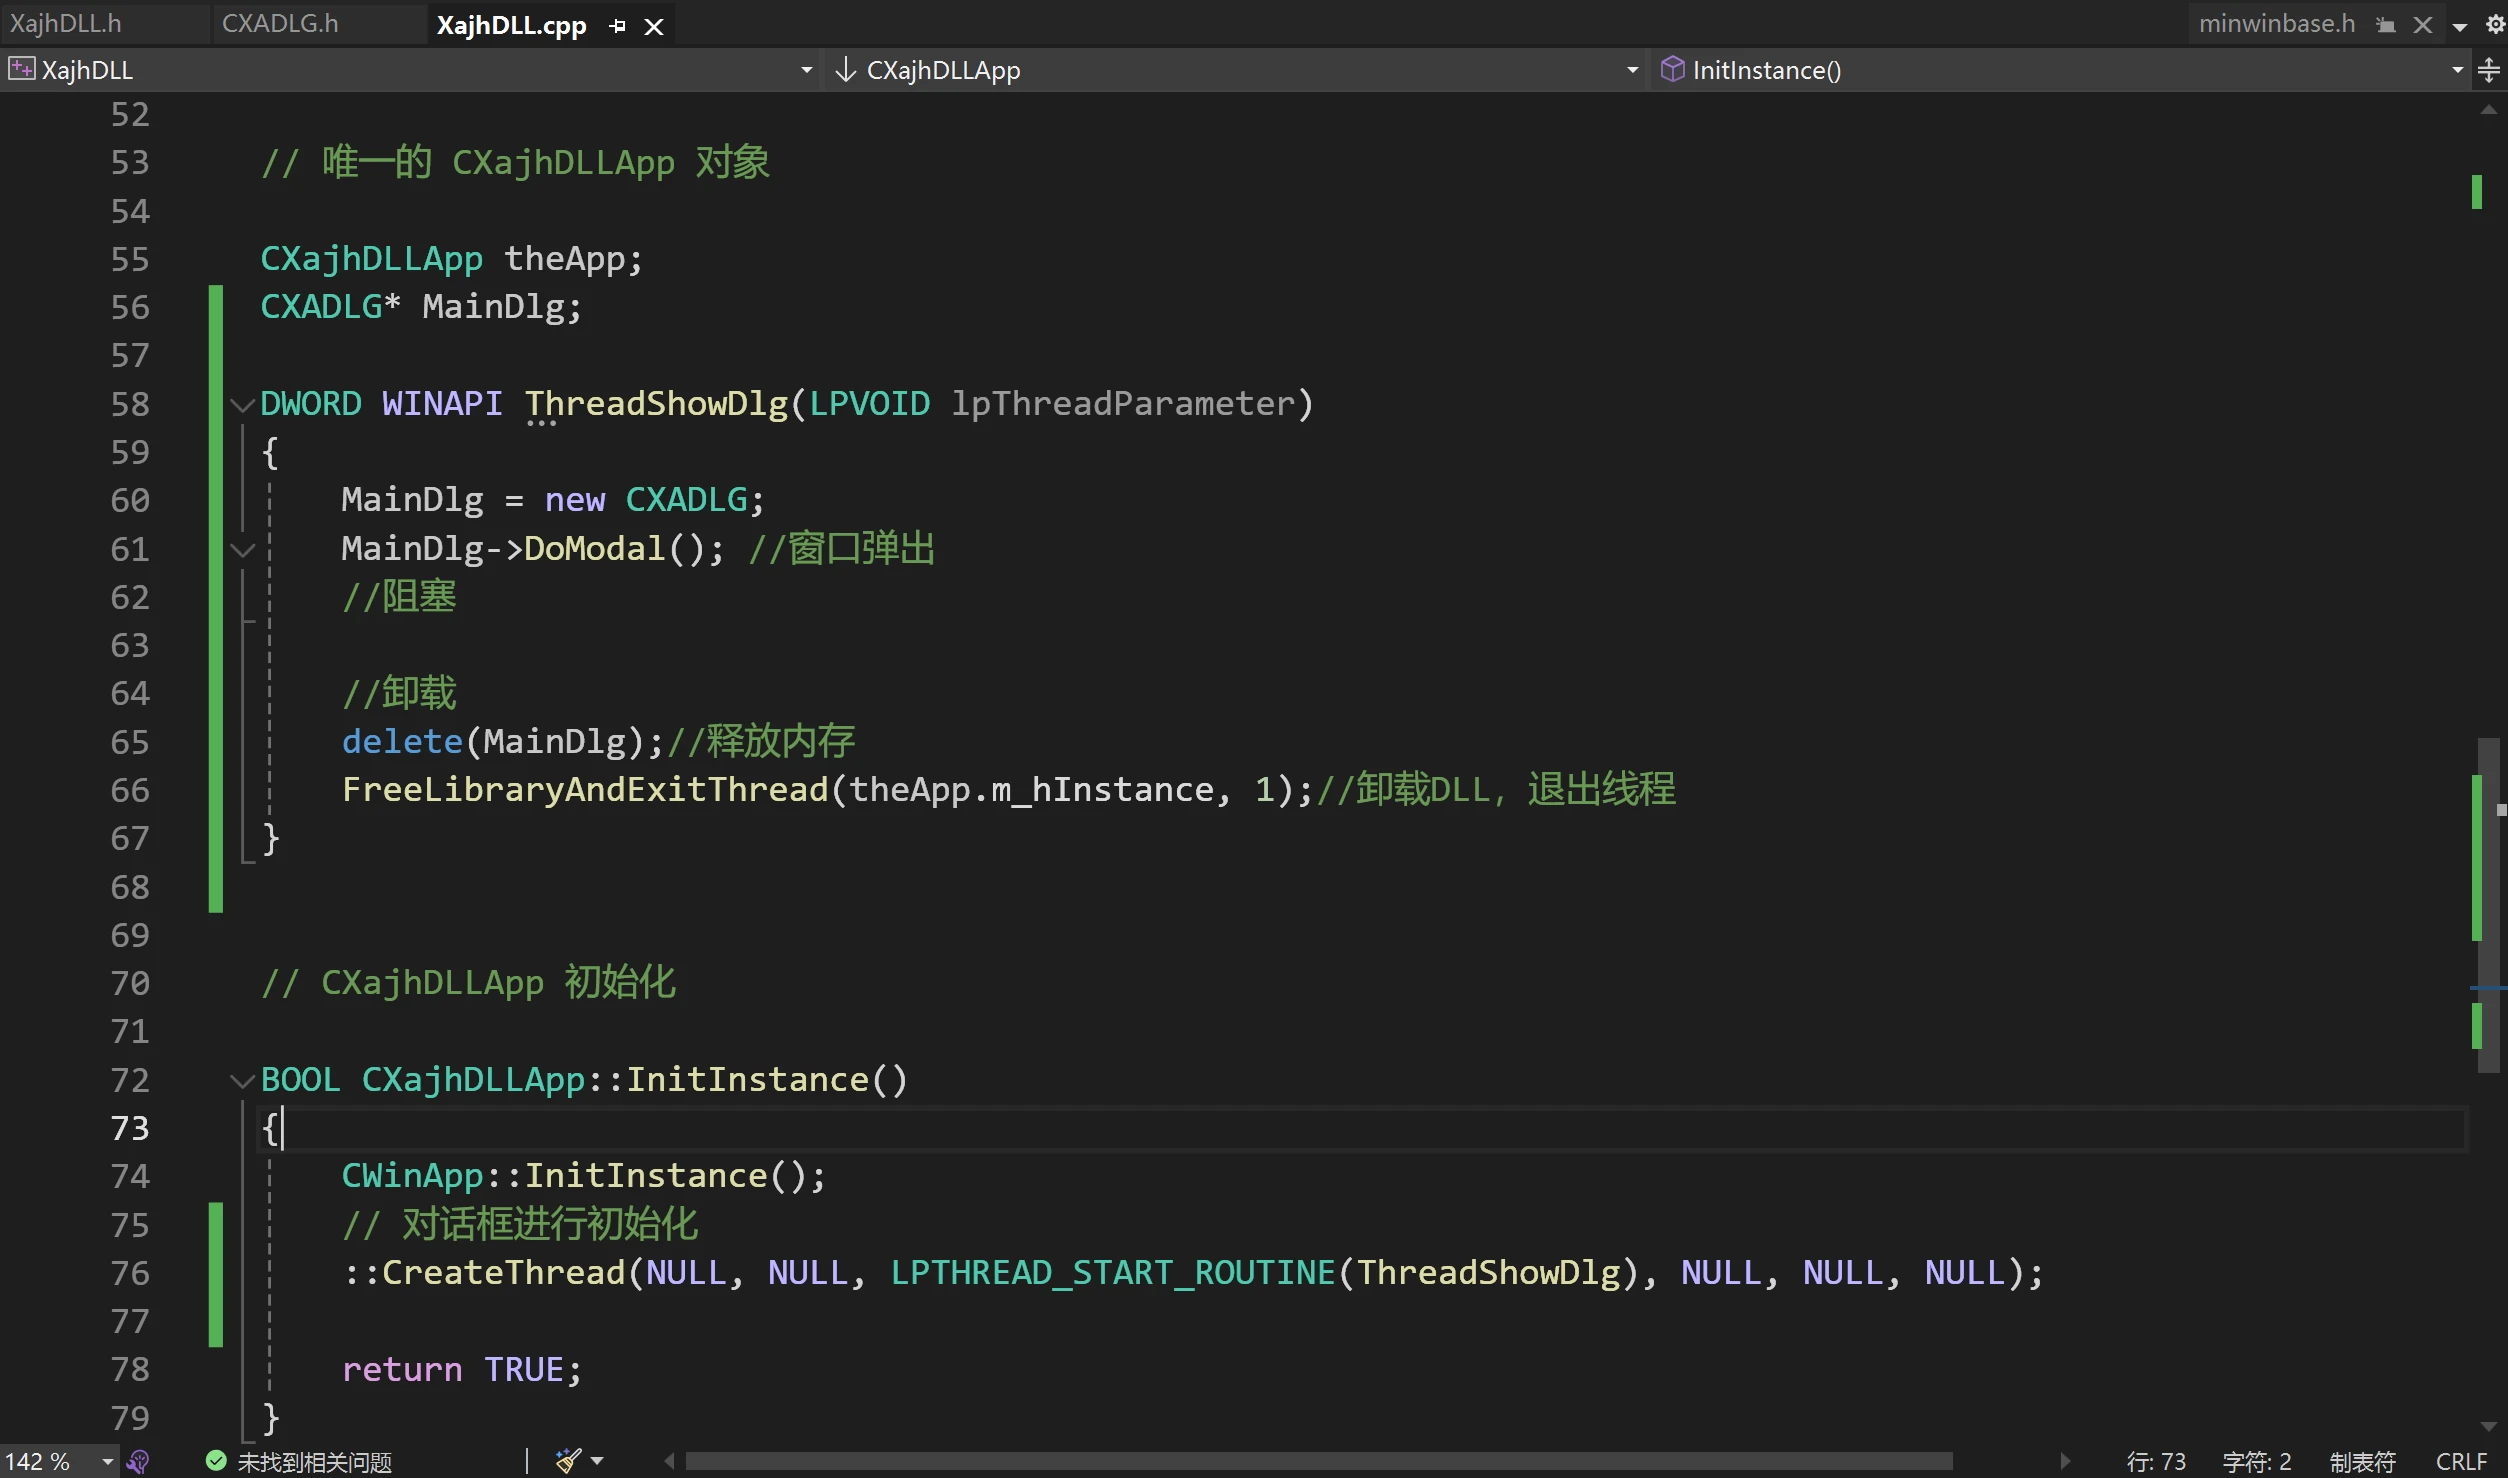 XajhDLL.h CXADLG.h XajhDLL.cpp minwinbase.h
XajhDLL CXajhDLLApp InitInstance()
52
53 // 唯一的 CXajhDLLApp 对象
54
55 CXajhDLLApp theApp;
56 CXADLG* MainDlg;
57
58 DWORD WINAPI ThreadShowDlg(LPVOID lpThreadParameter)
59 {
60 MainDlg = new CXADLG;
61 MainDlg->DoModal(); //窗口弹出
62 //阻塞
63
64 //卸载
65 delete(MainDlg);//释放内存
66 FreeLibraryAndExitThread(theApp.m_hInstance, 1);//卸载DLL, 退出线程
67 }
68
69
70 // CXajhDLLApp 初始化
71
72 BOOL CXajhDLLApp::InitInstance()
73 {
74 CWinApp::InitInstance();
75 // 对话框进行初始化
76 ::CreateThread(NULL, NULL, LPTHREAD_START_ROUTINE(ThreadShowDlg), NULL, NULL, NULL);
77
78 return TRUE;
79 }
142 % 未找到相关问题 行: 73 字符: 2 制表符 CRLF